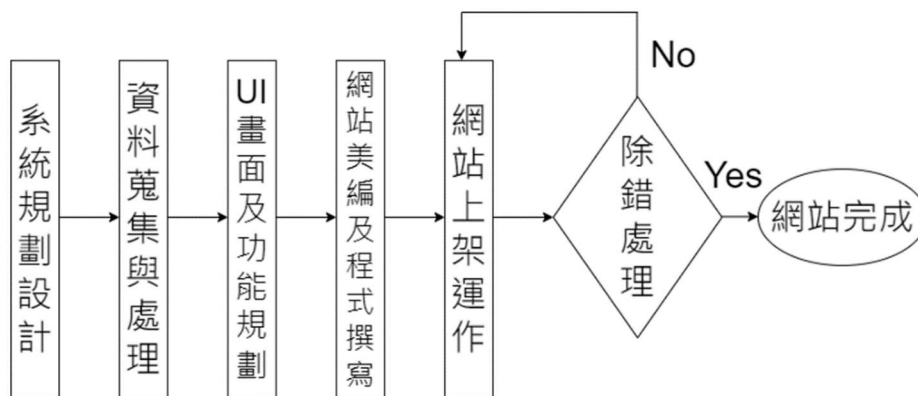 系統規劃設計
資料蒐集與處理
UI畫面及功能規劃
網站美編及程式撰寫
網站上架運作
除錯處理
No
Yes
網站完成